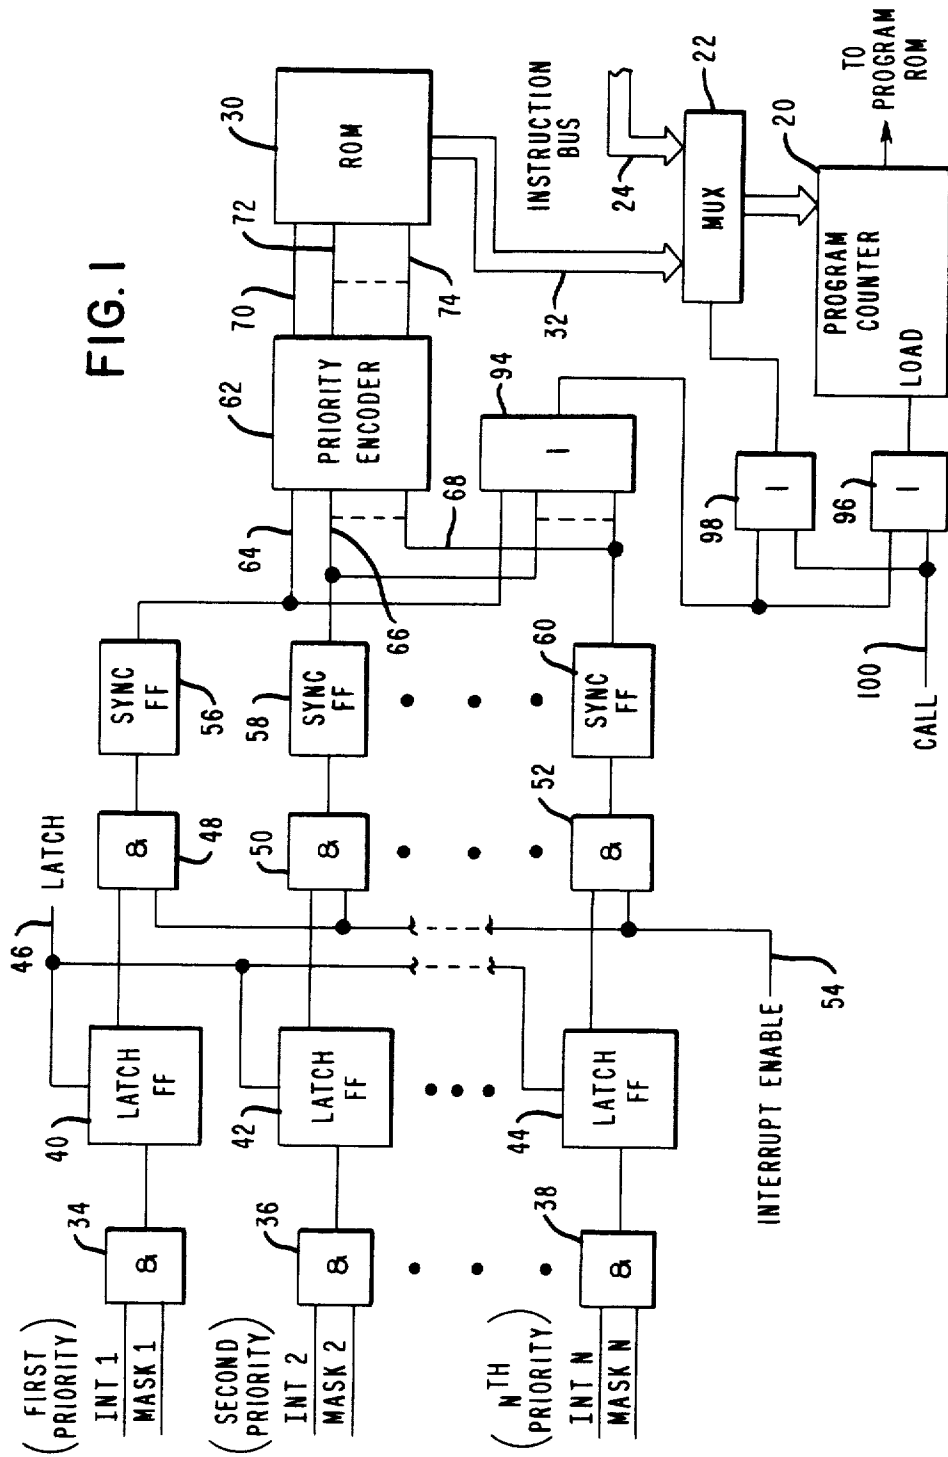 FIG. 1
(FIRST PRIORITY)
INT 1
MASK 1
34
&
40
LATCH FF
46
LATCH
&
48
SYNC FF
56
64
62
PRIORITY ENCODER
70
72
74
30
ROM
(SECOND PRIORITY)
INT 2
MASK 2
36
&
42
LATCH FF
50
&
58
SYNC FF
66
68
94
1
32
INSTRUCTION BUS
24
22
MUX
(NTH PRIORITY)
INT N
MASK N
38
&
44
LATCH FF
52
&
60
SYNC FF
INTERRUPT ENABLE
54
98
1
96
1
100
CALL
20
PROGRAM COUNTER
LOAD
TO PROGRAM ROM